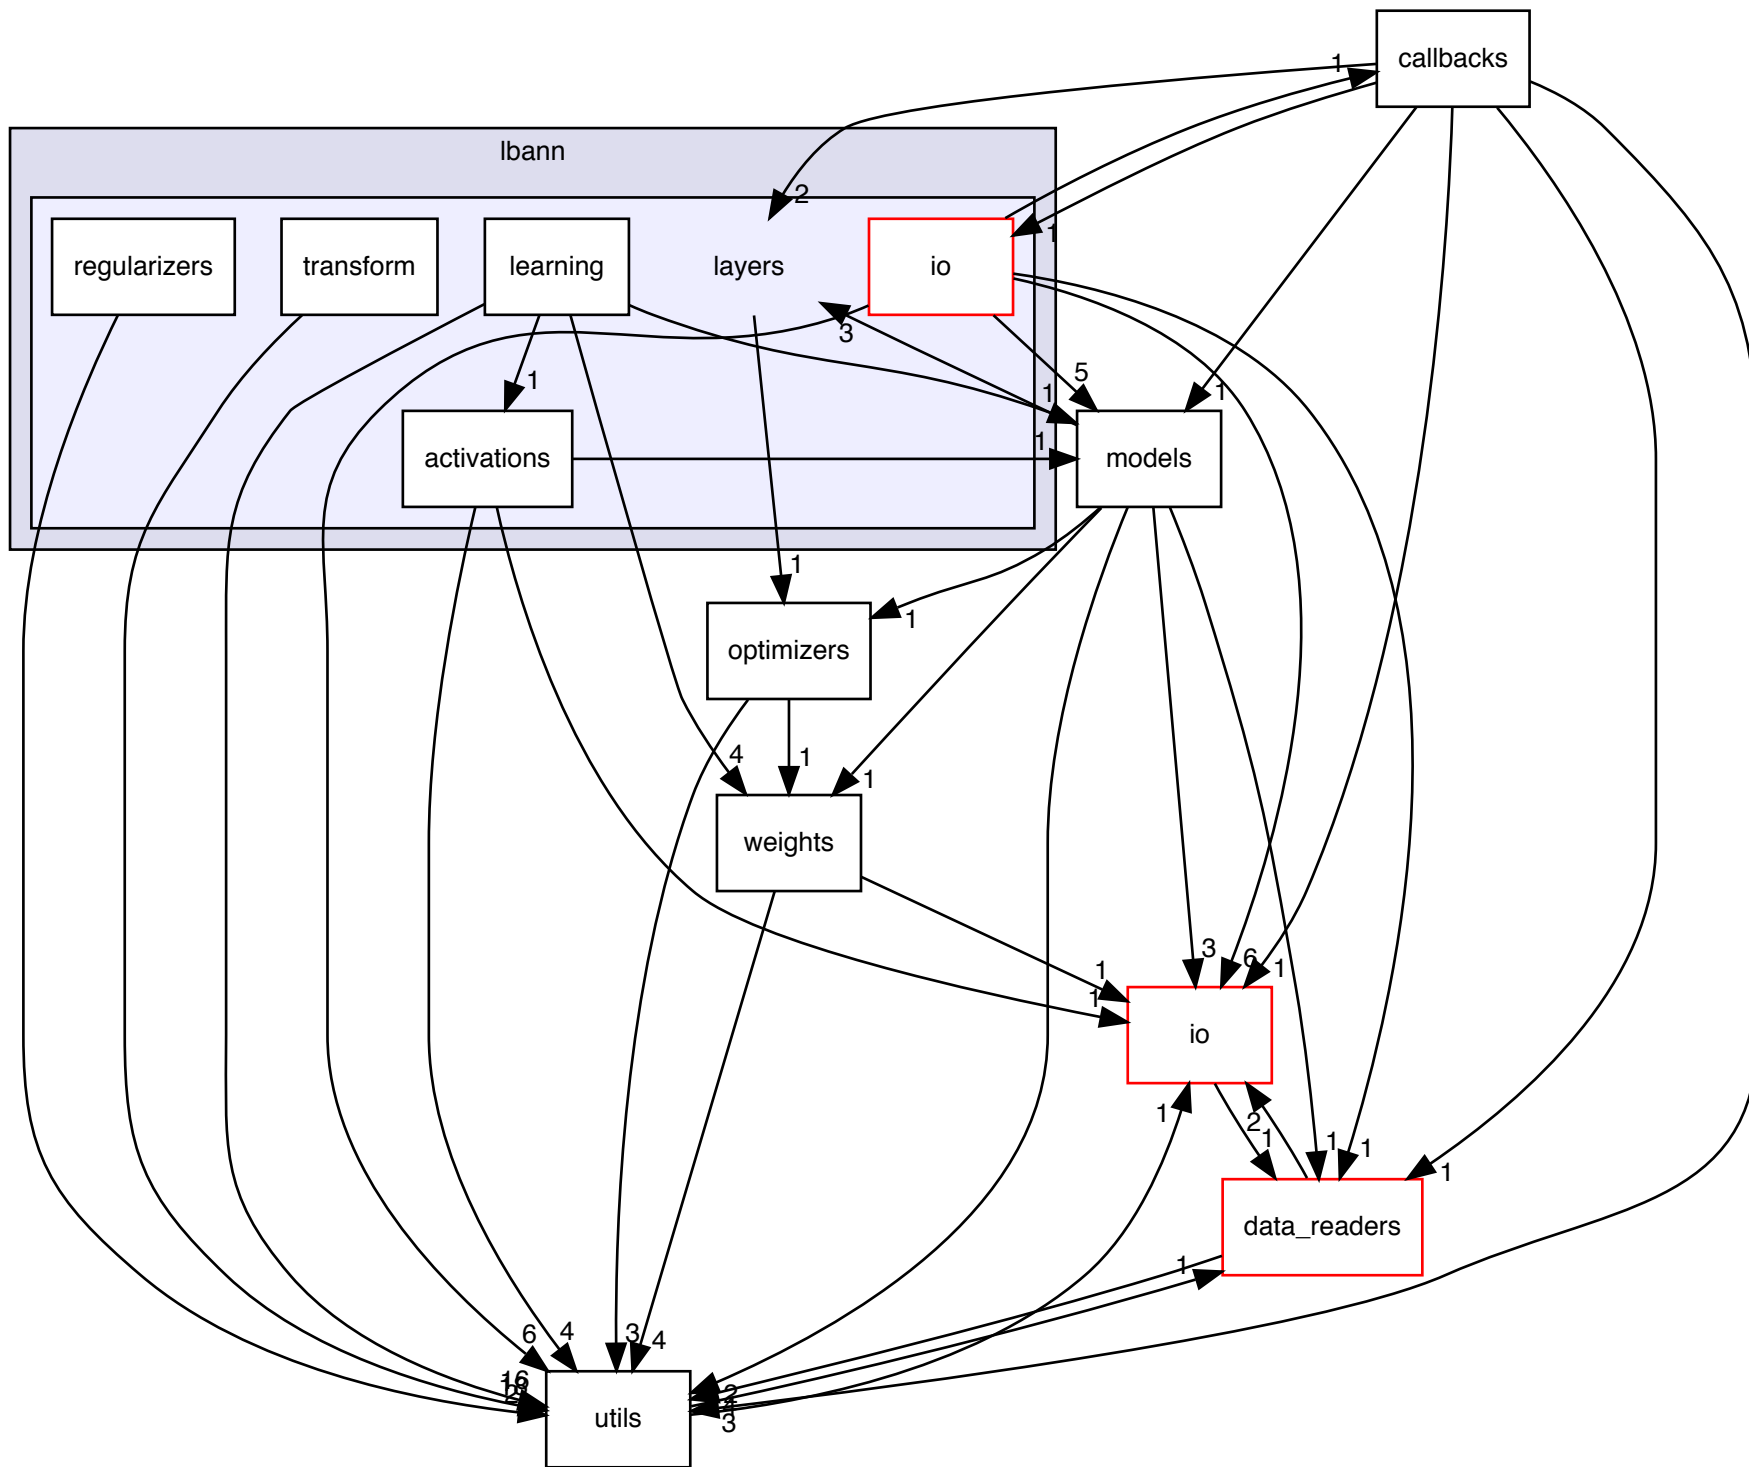 callbacks
1
lbann
2
1
regularizers
transform
learning
layers
io
3
5
1
1
1
activations
1
models
1
1
optimizers
4
1
1
weights
3
6
1
1
1
io
1
2
1
1
1
1
data_readers
1
6
4
3
4
2
3
utils